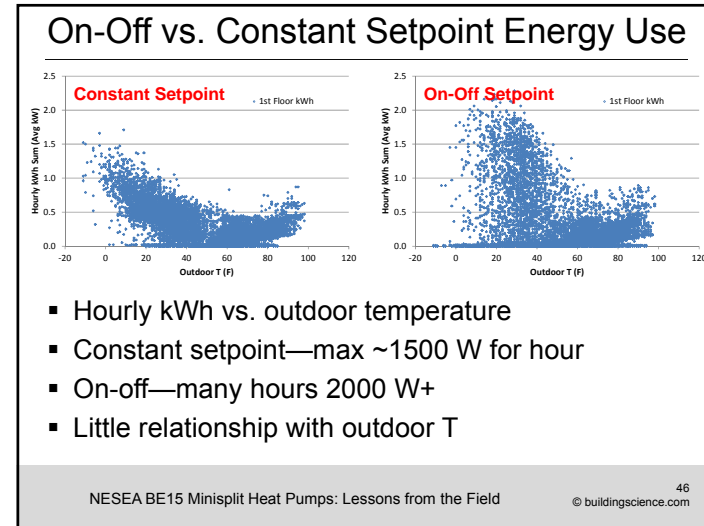 On-Off vs. Constant Setpoint Energy Use
2.5
2.0
1.5
1.0
0.5
0.0
Hourly kWh Sum (Avg kW)
Constant Setpoint
1st Floor kWh
-20 0 20 40 60 80 100 120
Outdoor T (F)
2.5
2.0
1.5
1.0
0.5
0.0
Hourly kWh Sum (Avg kW)
On-Off Setpoint
1st Floor kWh
-20 0 20 40 60 80 100 120
Outdoor T (F)
▪ Hourly kWh vs. outdoor temperature
▪ Constant setpoint—max ~1500 W for hour
▪ On-off—many hours 2000 W+
▪ Little relationship with outdoor T
NESEA BE15 Minisplit Heat Pumps: Lessons from the Field
46
© buildingscience.com